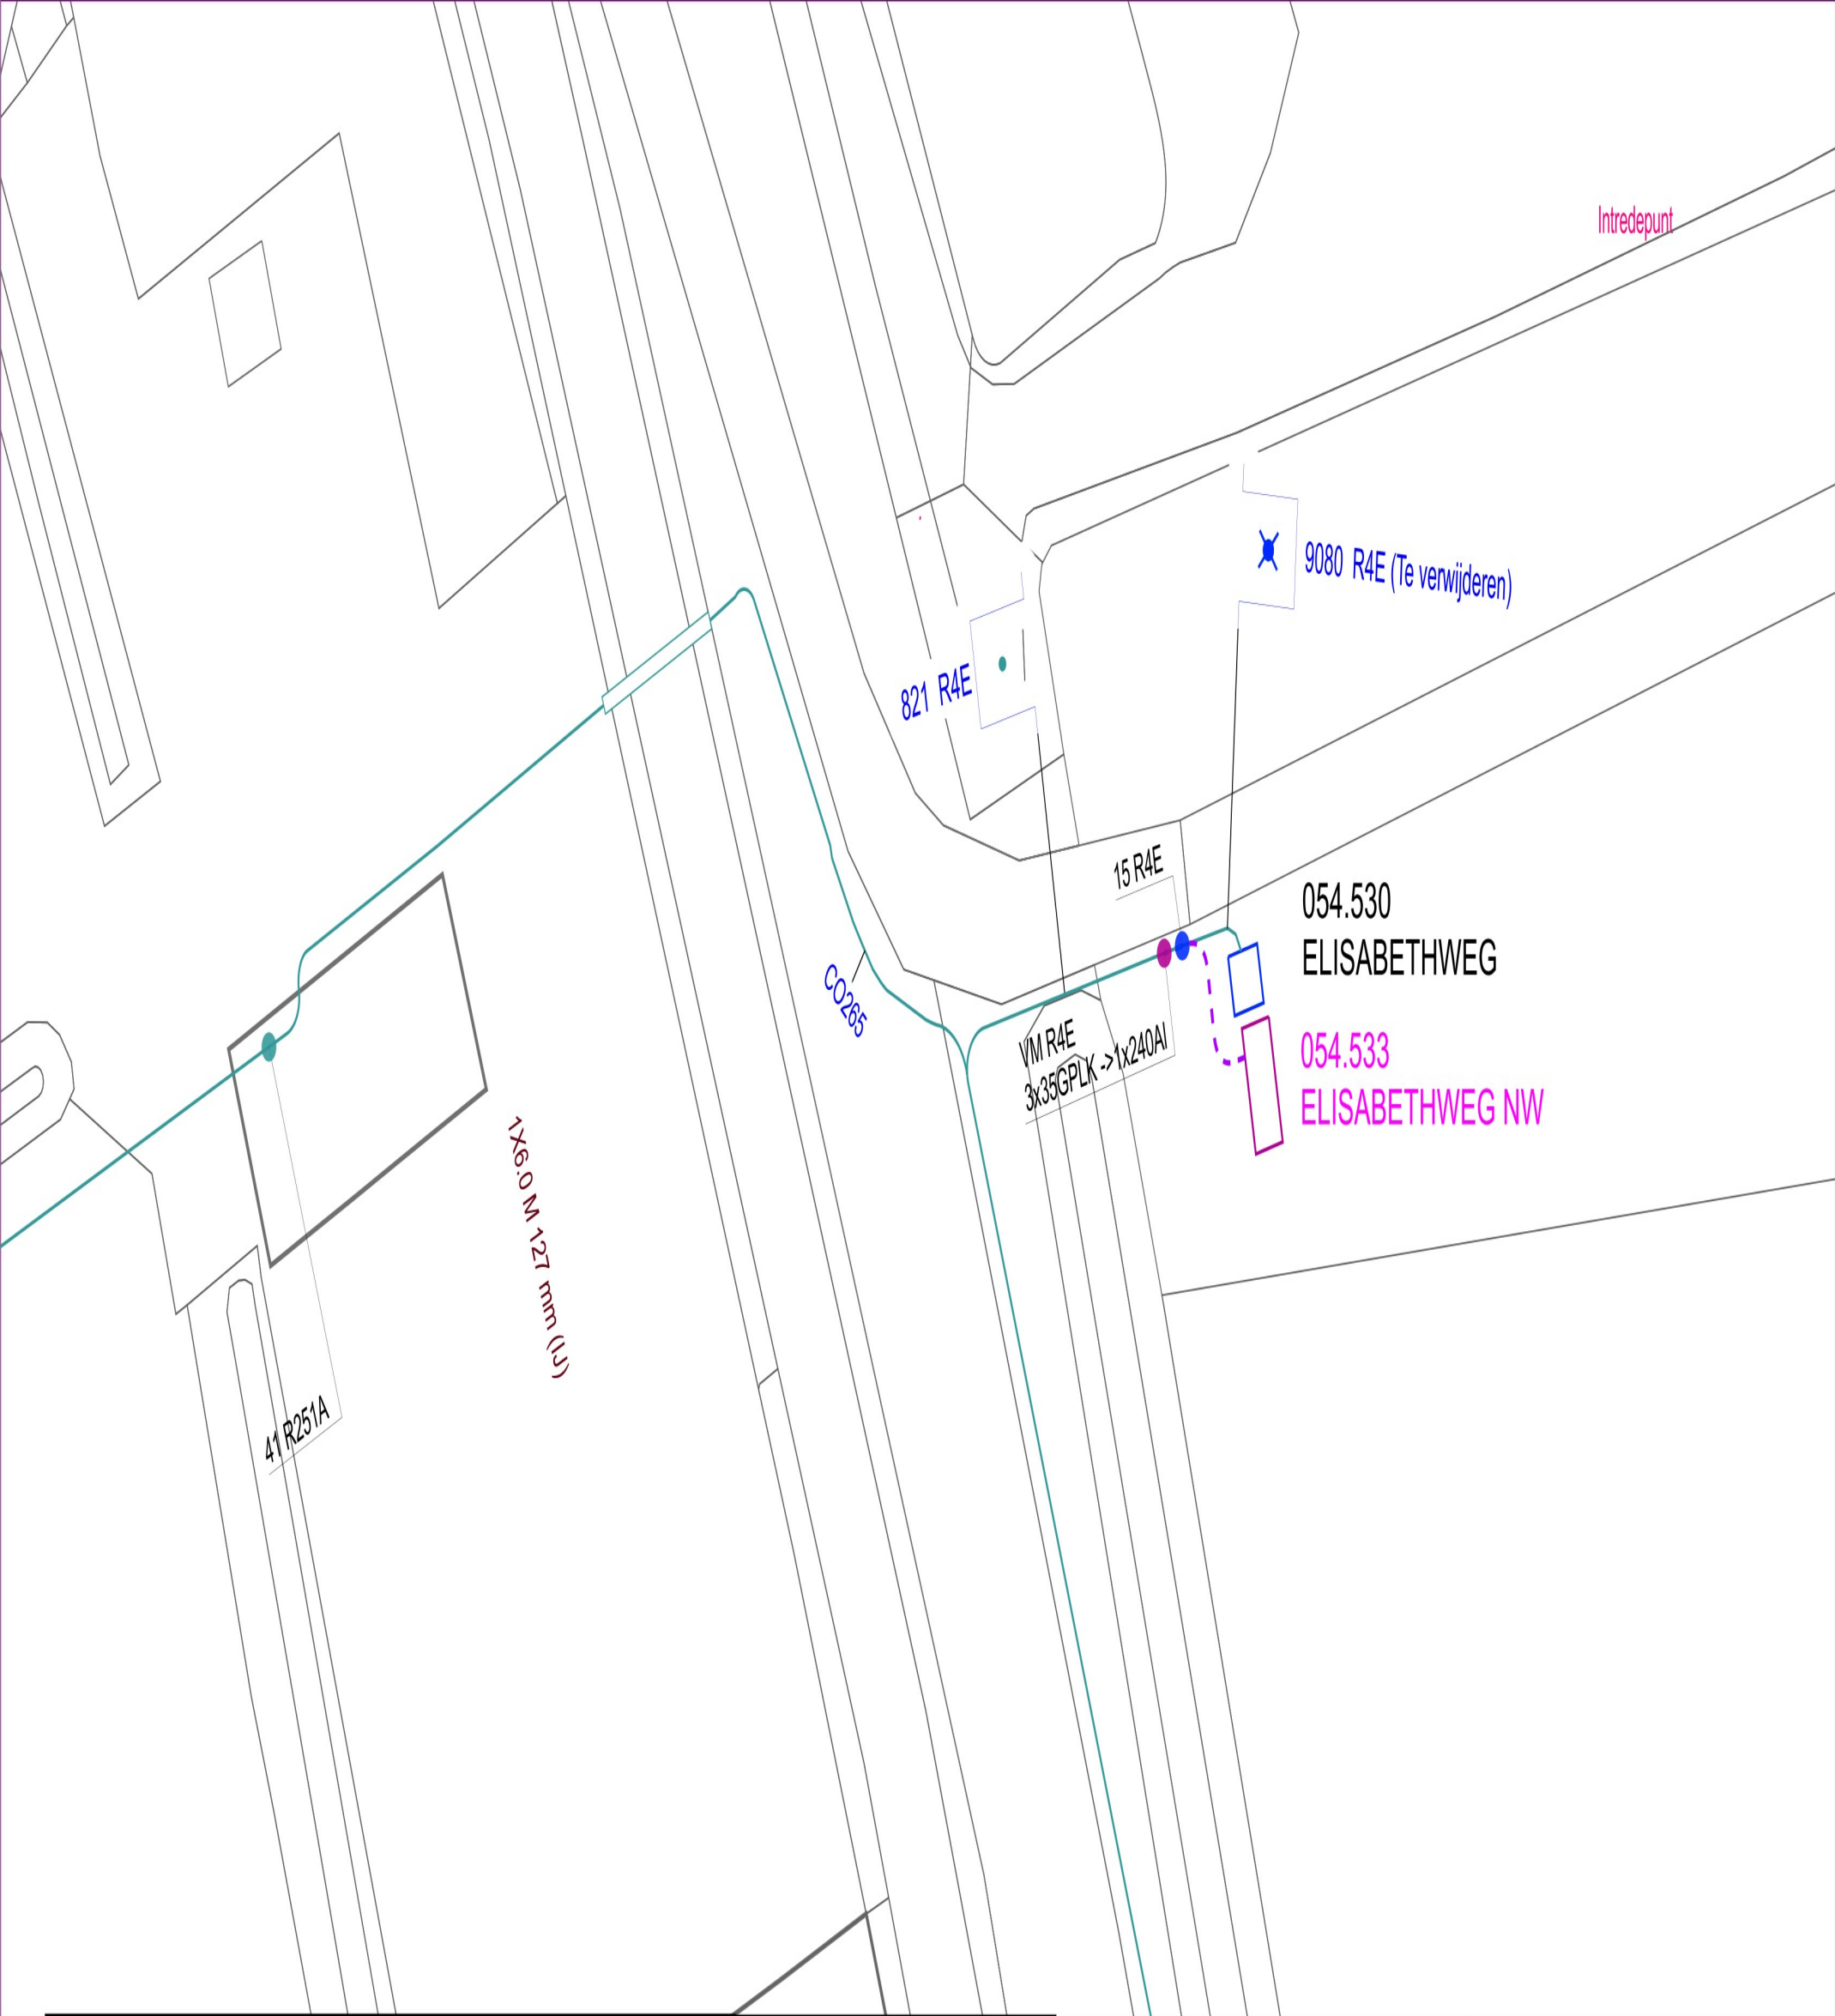 Intredepunt
9080 R4E (Te verwijderen)
821 R4E
15 R4E
054.530
ELISABETHWEG
CO265
VM R4E
3x35GPLK ->1x240Al
054.533
ELISABETHWEG NW
1X6.0 M 127 mm (IJ)
41 R251A